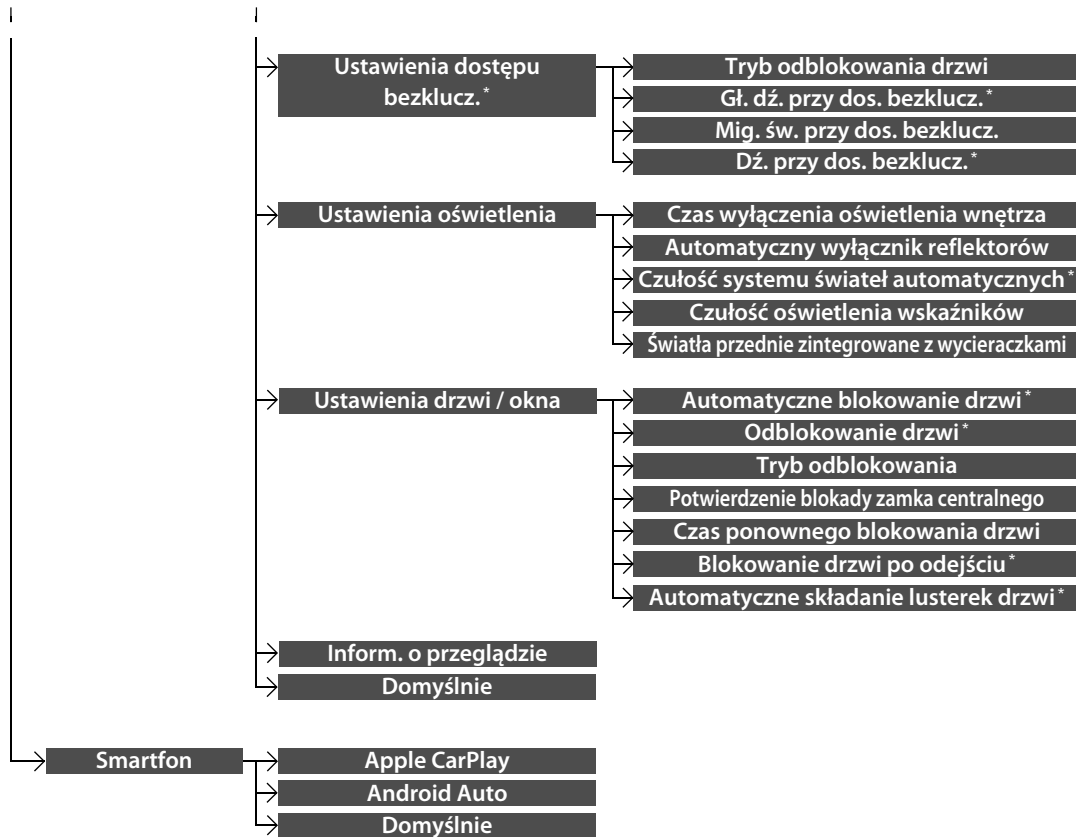 Ustawienia dostępu
bezklucz.*
Tryb odblokowania drzwi
Gł. dź. przy dos. bezklucz.*
Mig. św. przy dos. bezklucz.
Dź. przy dos. bezklucz.*
Ustawienia oświetlenia
Czas wyłączenia oświetlenia wnętrza
Automatyczny wyłącznik reflektorów
Czułość systemu świateł automatycznych*
Czułość oświetlenia wskaźników
Światła przednie zintegrowane z wycieraczkami
Ustawienia drzwi / okna
Automatyczne blokowanie drzwi*
Odblokowanie drzwi*
Tryb odblokowania
Potwierdzenie blokady zamka centralnego
Czas ponownego blokowania drzwi
Blokowanie drzwi po odejściu*
Automatyczne składanie lusterek drzwi*
Inform. o przeglądzie
Domyślnie
Smartfon
Apple CarPlay
Android Auto
Domyślnie